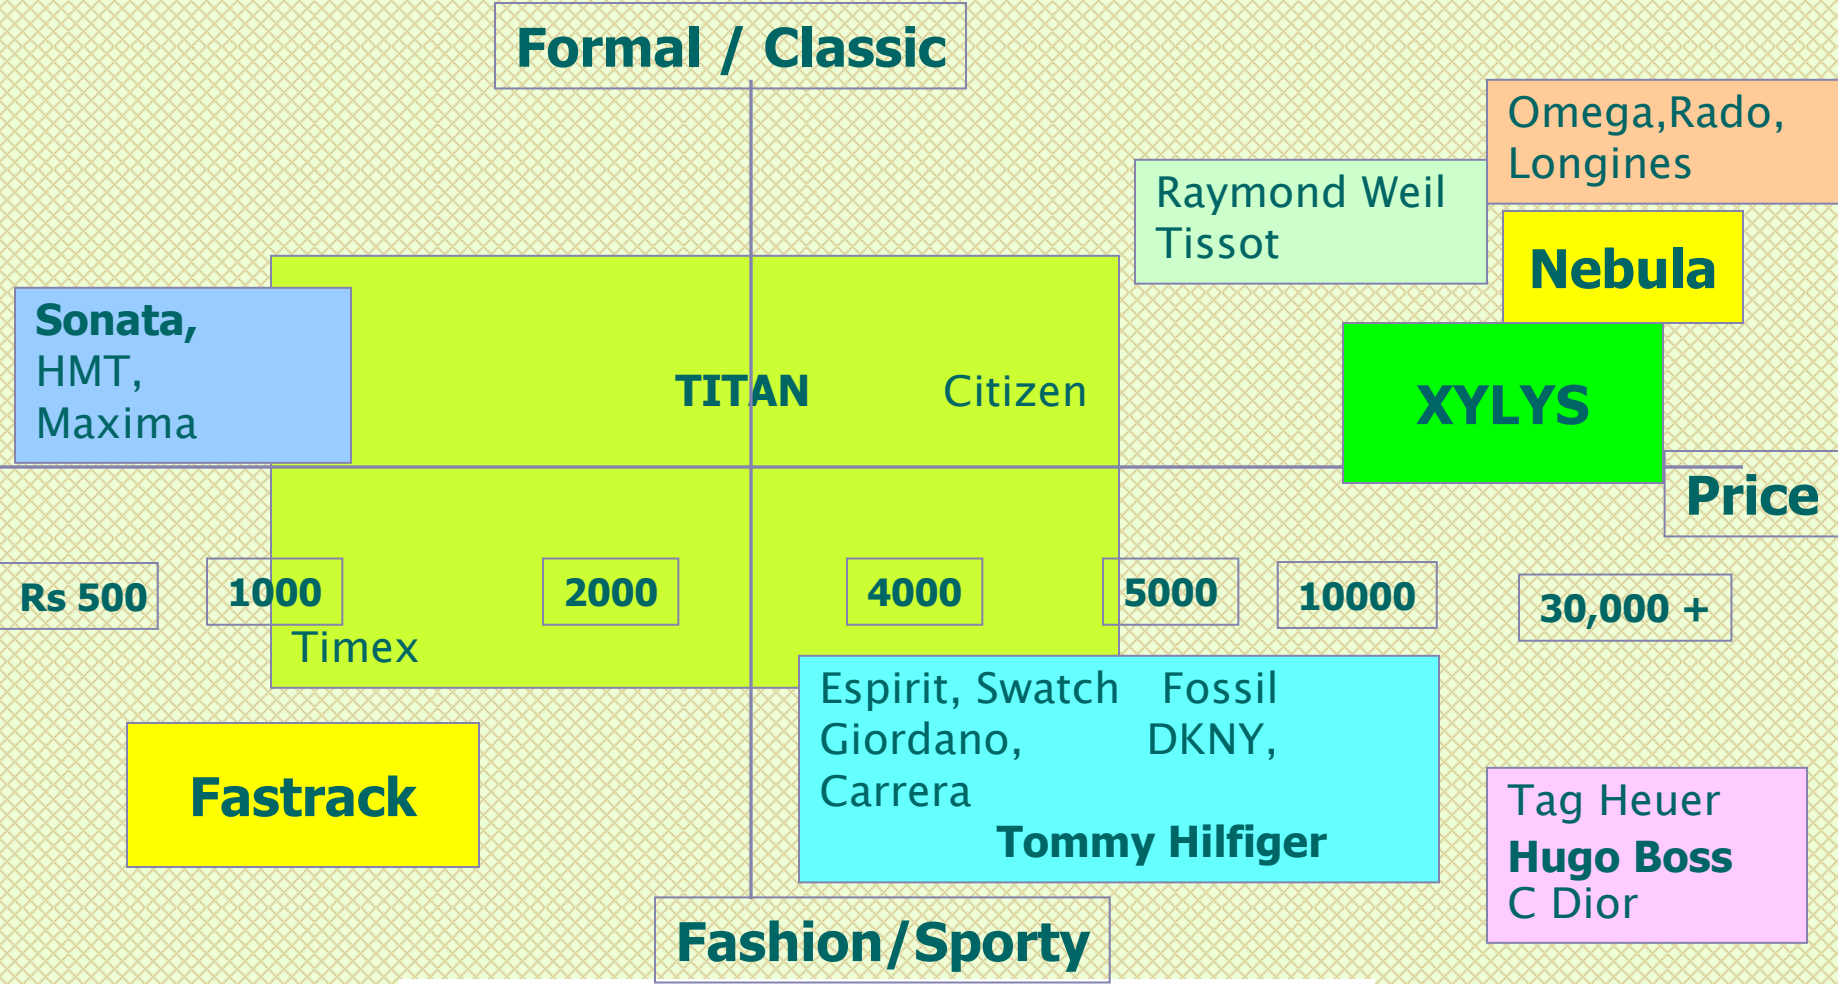 Formal / Classic
Omega,Rado,
Longines
Raymond Weil
Tissot
Nebula
Sonata,
HMT,
Maxima
TITAN Citizen
XYLYS
Price
Rs 500 1000 2000 4000 5000 10000 30,000 +
Timex
Espirit, Swatch Fossil
Giordano, DKNY,
Carrera
Tommy Hilfiger
Fastrack
Tag Heuer
Hugo Boss
C Dior
Fashion/Sporty